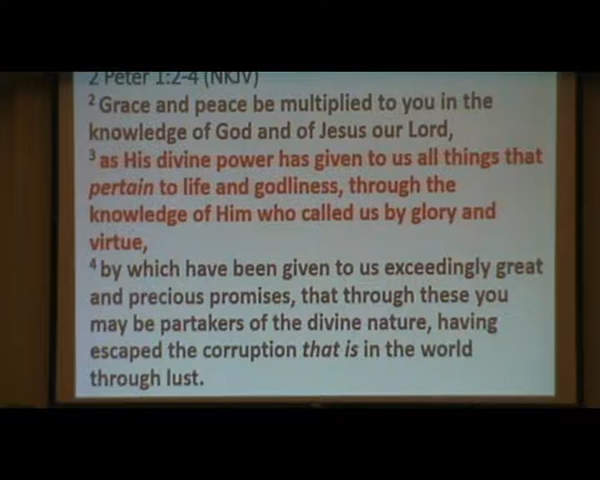 2 Peter 1:2-4 (NKJV)
2 Grace and peace be multiplied to you in the
knowledge of God and of Jesus our Lord,
3 as His divine power has given to us all things that
pertain to life and godliness, through the
knowledge of Him who called us by glory and
virtue,
4 by which have been given to us exceedingly great
and precious promises, that through these you
may be partakers of the divine nature, having
escaped the corruption that is in the world
through lust.